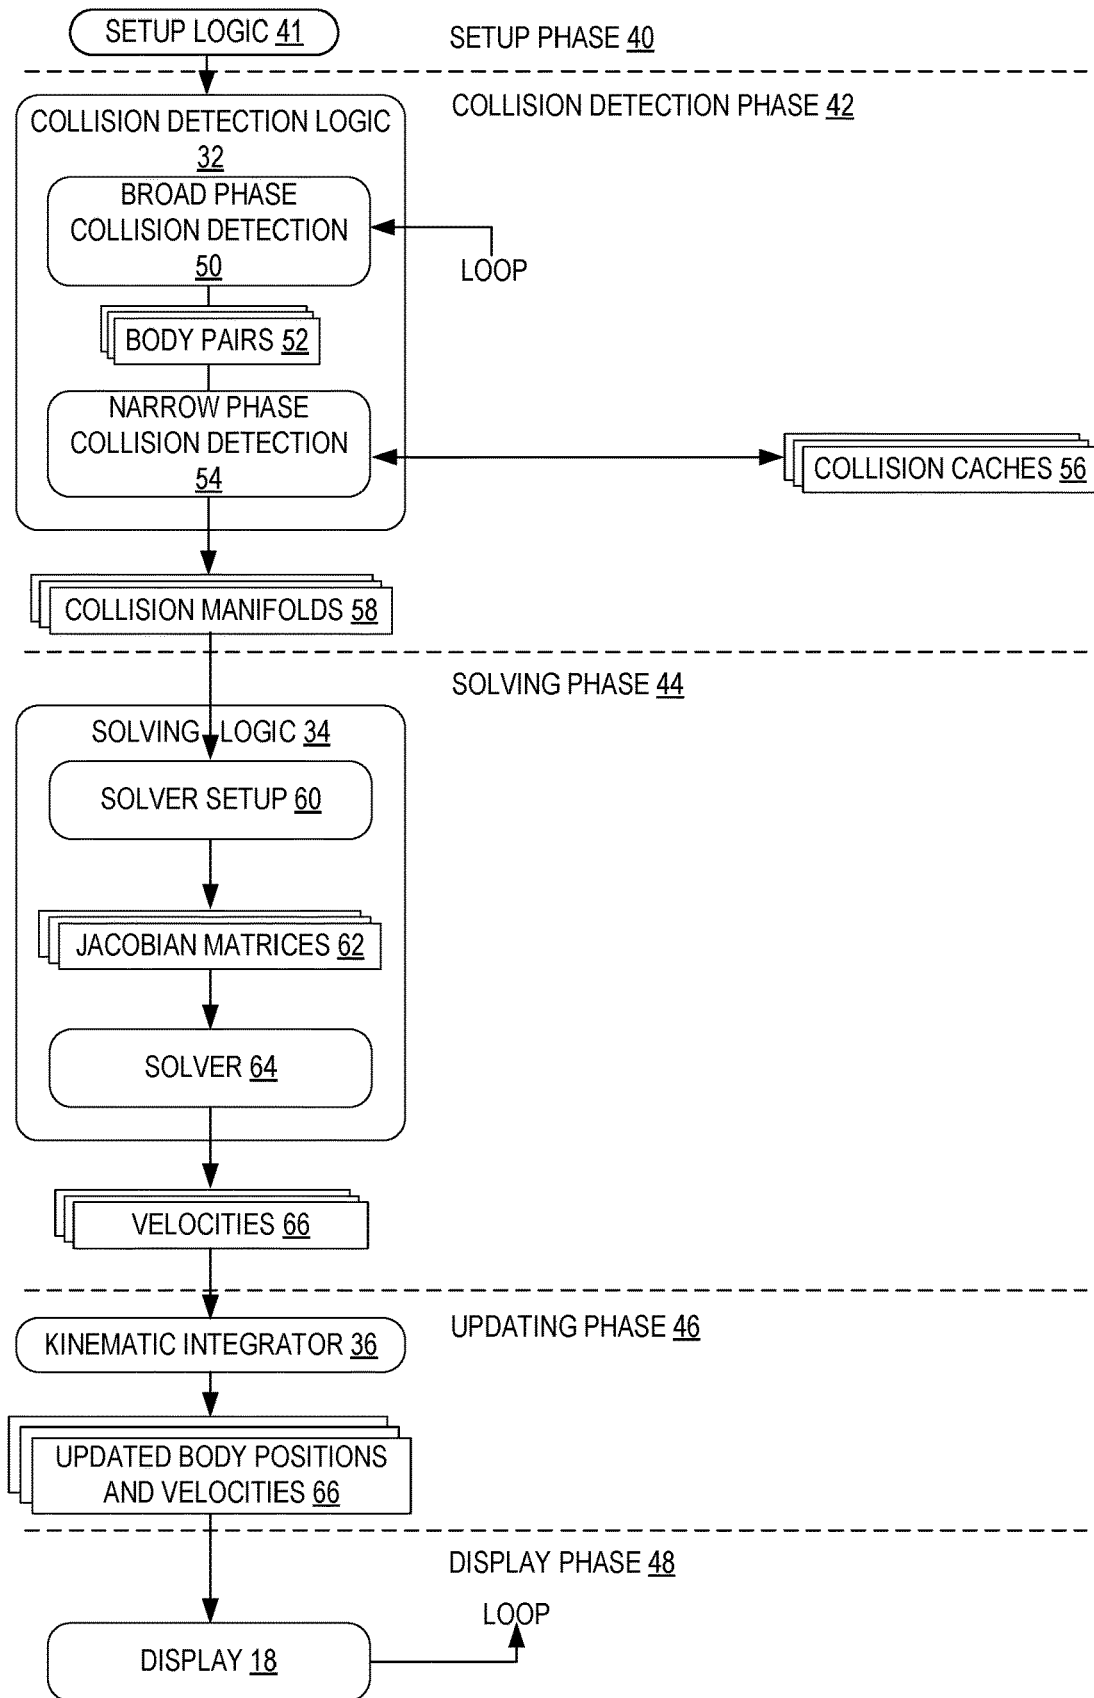 SETUP LOGIC 41
SETUP PHASE 40
COLLISION DETECTION PHASE 42
COLLISION DETECTION LOGIC
32
BROAD PHASE
COLLISION DETECTION
50
LOOP
BODY PAIRS 52
NARROW PHASE
COLLISION DETECTION
54
COLLISION CACHES 56
COLLISION MANIFOLDS 58
SOLVING PHASE 44
SOLVING LOGIC 34
SOLVER SETUP 60
JACOBIAN MATRICES 62
SOLVER 64
VELOCITIES 66
UPDATING PHASE 46
KINEMATIC INTEGRATOR 36
UPDATED BODY POSITIONS
AND VELOCITIES 66
DISPLAY PHASE 48
LOOP
DISPLAY 18